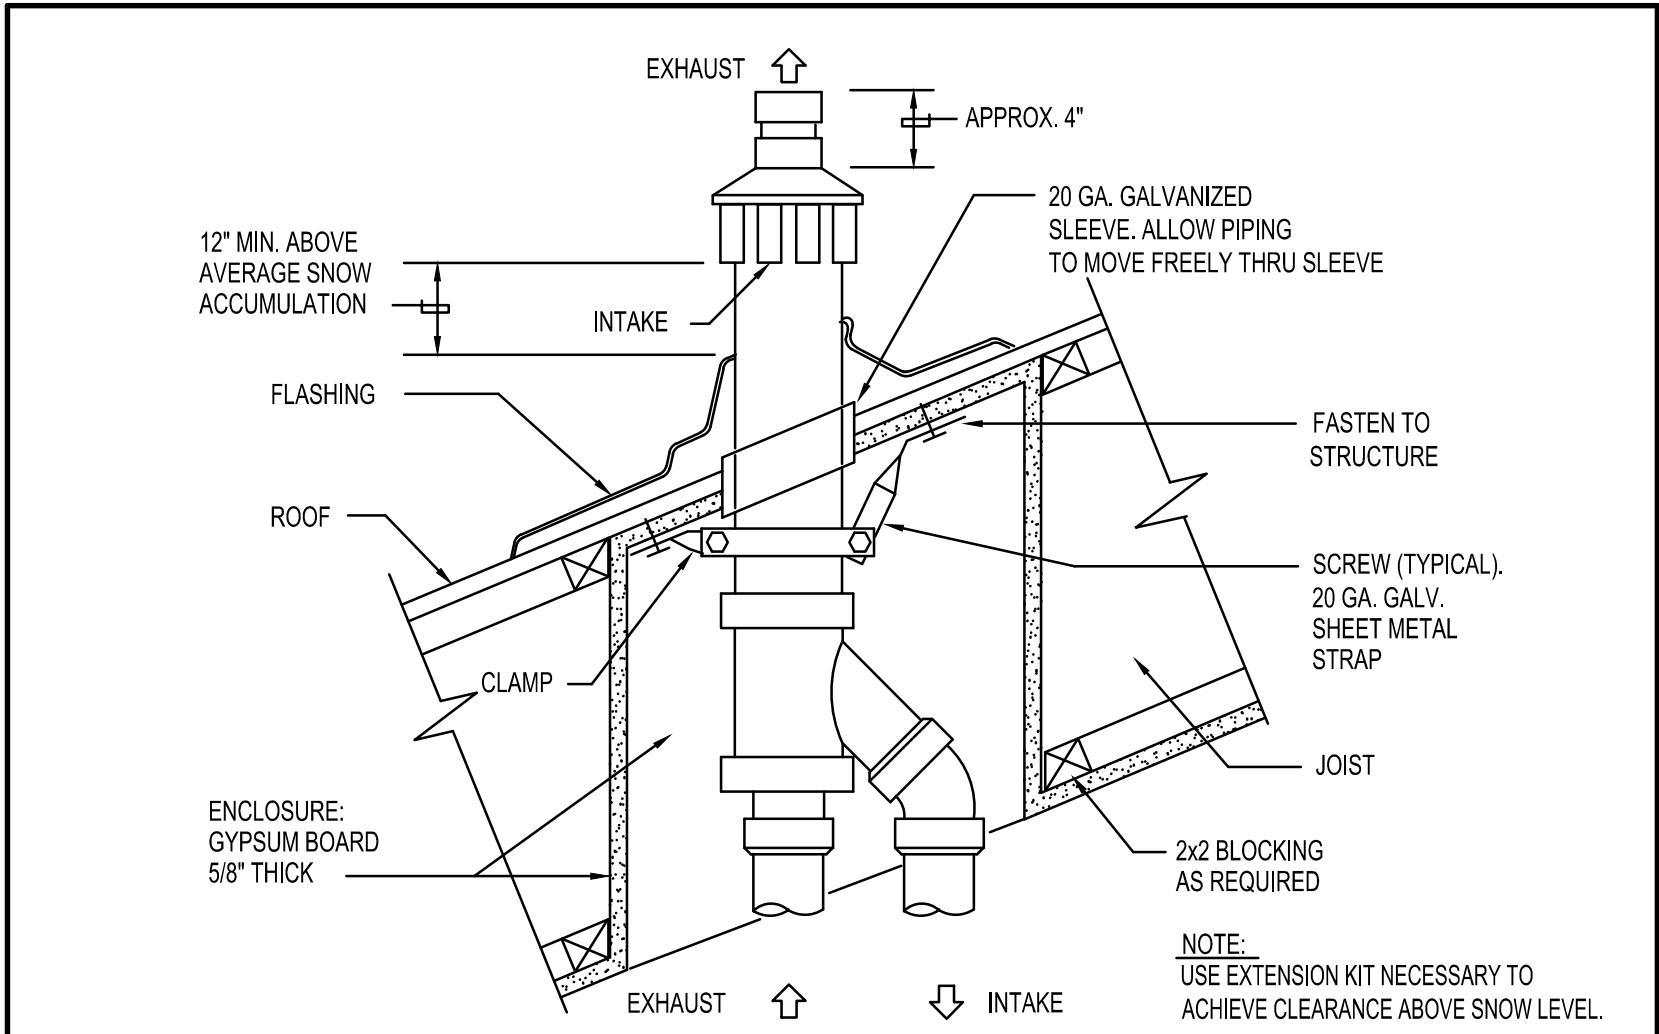 EXHAUST
APPROX. 4"
20 GA. GALVANIZED
SLEEVE. ALLOW PIPING
TO MOVE FREELY THRU SLEEVE
12" MIN. ABOVE
AVERAGE SNOW
ACCUMULATION
INTAKE
FLASHING
FASTEN TO
STRUCTURE
ROOF
SCREW (TYPICAL).
20 GA. GALV.
SHEET METAL
STRAP
CLAMP
JOIST
ENCLOSURE:
GYPSUM BOARD
5/8" THICK
2x2 BLOCKING
AS REQUIRED
NOTE:
USE EXTENSION KIT NECESSARY TO
ACHIEVE CLEARANCE ABOVE SNOW LEVEL.
EXHAUST
INTAKE